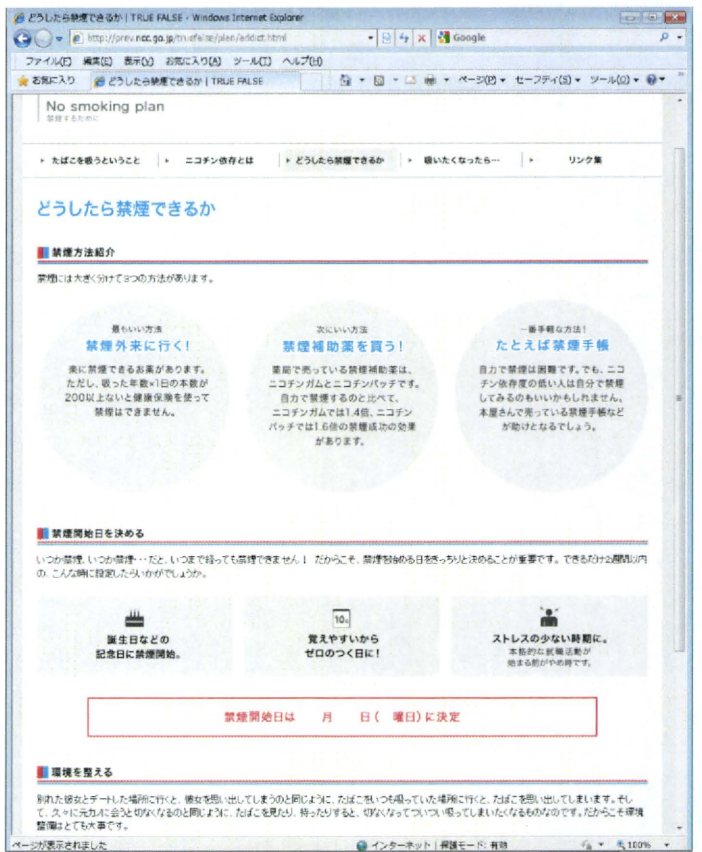 どうしたら禁煙できるか | TRUE FALSE - Windows Internet Explorer
http://prev.ncc.go.jp/truefalse/plan/addict.html
Google
ファイル(F) 編集(E) 表示(V) お気に入り(A) ツール(T) ヘルプ(H)
お気に入り どうしたら禁煙できるか | TRUE FALSE ページ(P) セーフティ(S) ツール(O)
No smoking plan
禁煙するために
たばこを吸うということ ニコチン依存とは どうしたら禁煙できるか 吸いたくなったら… リンク集
どうしたら禁煙できるか
禁煙方法紹介
禁煙には大きく分けて3つの方法があります。
最もいい方法
禁煙外来に行く!
楽に禁煙できるお薬があります。
ただし、吸った年数×1日の本数が
200以上ないと健康保険を使って
禁煙はできません。
次にいい方法
禁煙補助薬を買う!
薬局で売っている禁煙補助薬は、
ニコチンガムとニコチンパッチです。
自力で禁煙するのと比べて、
ニコチンガムでは1.4倍、ニコチン
パッチでは1.6倍の禁煙成功の効果
があります。
一番手軽な方法!
たとえば禁煙手帳
自力で禁煙は困難です。でも、ニコ
チン依存度の低い人は自分で禁煙
してみるのもいいかもしれません。
本屋さんで売っている禁煙手帳など
が助けとなるでしょう。
禁煙開始日を決める
いつか禁煙、いつか禁煙・・・だと、いつまで経っても禁煙できません! だからこそ、禁煙を始める日をきっちりと決めることが重要です。できるだけ2週間以内
の、こんな時に設定したらいかがでしょうか。
誕生日などの
記念日に禁煙開始。
10
覚えやすいから
ゼロのつく日に!
ストレスの少ない時期に。
本格的な就職活動が
始まる前がやめ時です。
禁煙開始日は 月 日( 曜日)に決定
環境を整える
別れた彼女とデートした場所に行くと、彼女を思い出してしまうのと同じように、たばこをいつも吸っていた場所に行くと、たばこを思い出してしまいます。そし
て、久々に元カノに会うと切なくなるのと同じように、たばこを見たり、持ったりすると、切なくなってついつい吸ってしまいたくなるものなのです。だからこそ環境
整備はとても大事です。
ページが表示されました インターネット | 保護モード: 有効 100%